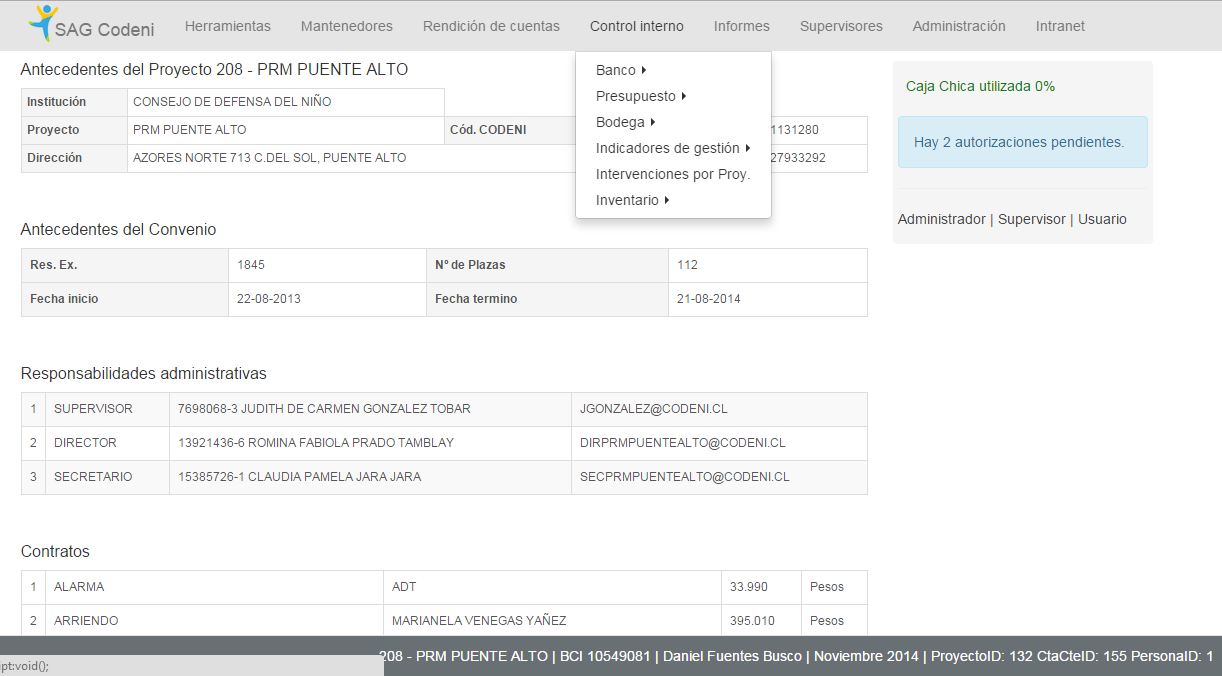 SAG Codeni Herramientas Mantenedores Rendición de cuentas Control interno Informes Supervisores Administración Intranet
Banco
Presupuesto
Bodega
Indicadores de gestión
Intervenciones por Proy.
Inventario
Antecedentes del Proyecto 208 - PRM PUENTE ALTO
Institución CONSEJO DE DEFENSA DEL NIÑO
Proyecto PRM PUENTE ALTO Cód. CODENI 1131280
Dirección AZORES NORTE 713 C.DEL SOL, PUENTE ALTO 27933292
Caja Chica utilizada 0%
Hay 2 autorizaciones pendientes.
Administrador | Supervisor | Usuario
Antecedentes del Convenio
Res. Ex. 1845 Nº de Plazas 112
Fecha inicio 22-08-2013 Fecha termino 21-08-2014
Responsabilidades administrativas
1 SUPERVISOR 7698068-3 JUDITH DE CARMEN GONZALEZ TOBAR JGONZALEZ@CODENI.CL
2 DIRECTOR 13921436-6 ROMINA FABIOLA PRADO TAMBLAY DIRPRMPUENTEALTO@CODENI.CL
3 SECRETARIO 15385726-1 CLAUDIA PAMELA JARA JARA SECPRMPUENTEALTO@CODENI.CL
Contratos
1 ALARMA ADT 33.990 Pesos
2 ARRIENDO MARIANELA VENEGAS YAÑEZ 395.010 Pesos
208 - PRM PUENTE ALTO | BCI 10549081 | Daniel Fuentes Busco | Noviembre 2014 | ProyectoID: 132 CtaCteID: 155 PersonaID: 1
ipt:void();